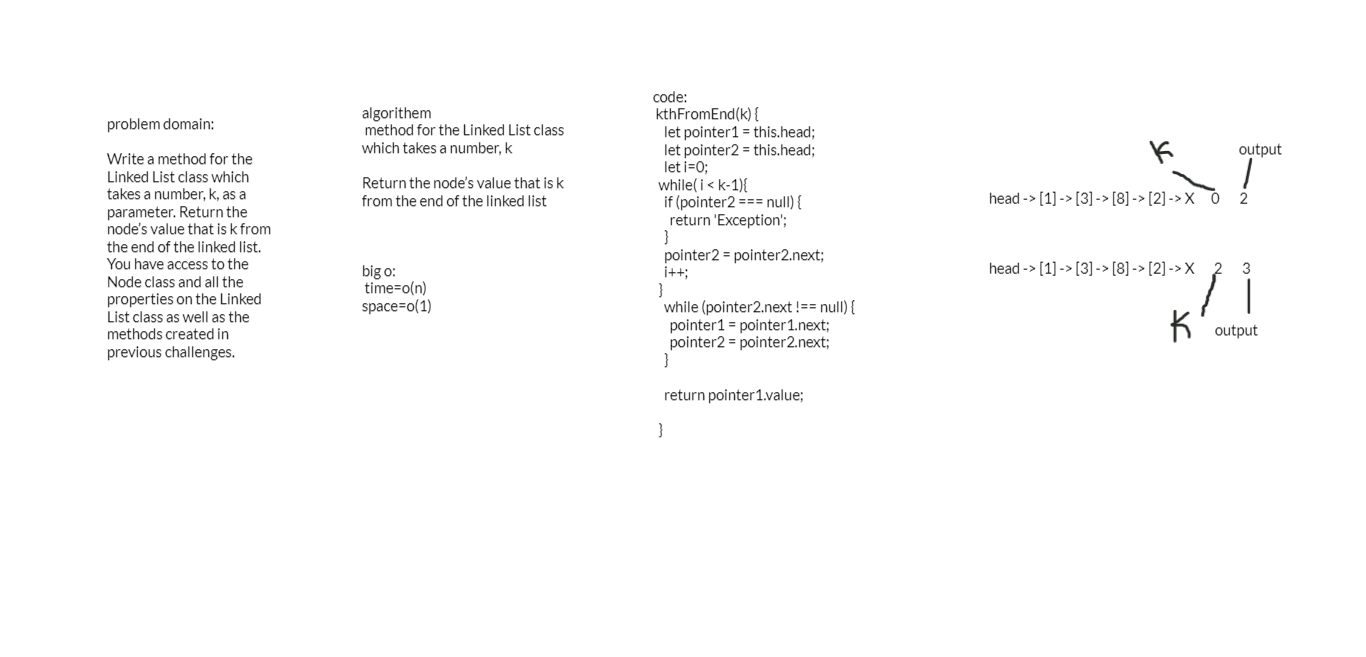 problem domain:
Write a method for the
Linked List class which
takes a number, k, as a
parameter. Return the
node's value that is k from
the end of the linked list.
You have access to the
Node class and all the
properties on the Linked
List class as well as the
methods created in
previous challenges.
algorithem
method for the Linked List class
which takes a number, k
Return the node's value that is k
from the end of the linked list
big o:
time=o(n)
space=o(1)
code:
kthFromEnd(k) {
let pointer1 = this.head;
let pointer2 = this.head;
let i=0;
while( i < k-1){
if (pointer2 === null) {
return 'Exception';
}
pointer2 = pointer2.next;
i++;
}
while (pointer2.next !== null) {
pointer1 = pointer1.next;
pointer2 = pointer2.next;
}
return pointer1.value;
}
K
output
head -> [1] -> [3] -> [8] -> [2] -> X 0 2
head -> [1] -> [3] -> [8] -> [2] -> X 2 3
K
output